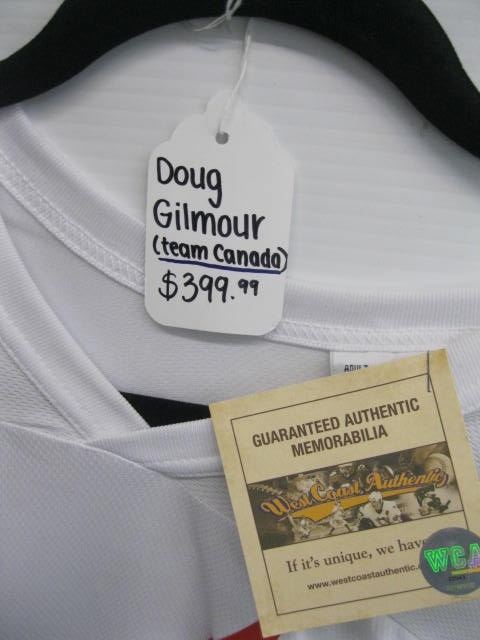 Doug
Gilmour
(team Canada)
$399.99
GUARANTEED AUTHENTIC
MEMORABILIA
West Coast Authentic
If it's unique, we have
www.westcoastauthentic.
WCA